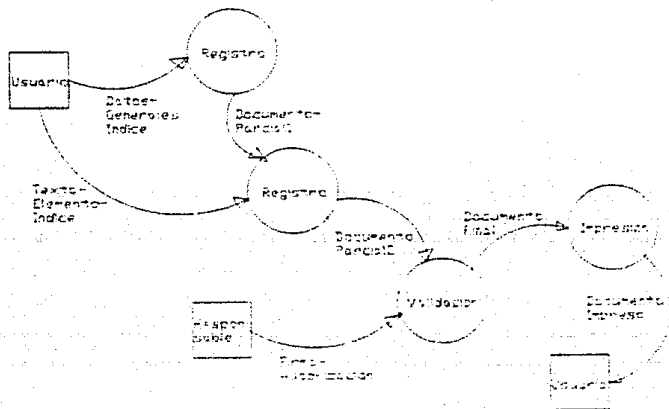 Registro
Usuario
Datos-
Generales
Indice
Documento-
Parcial1
Texto-
Elemento-
Indice
Registro
Documento
Final
Impresion
Documento
Parcial2
Validacion
Documento
Impreso
Respon
sable
Firma-
Autorizacion
Usuario